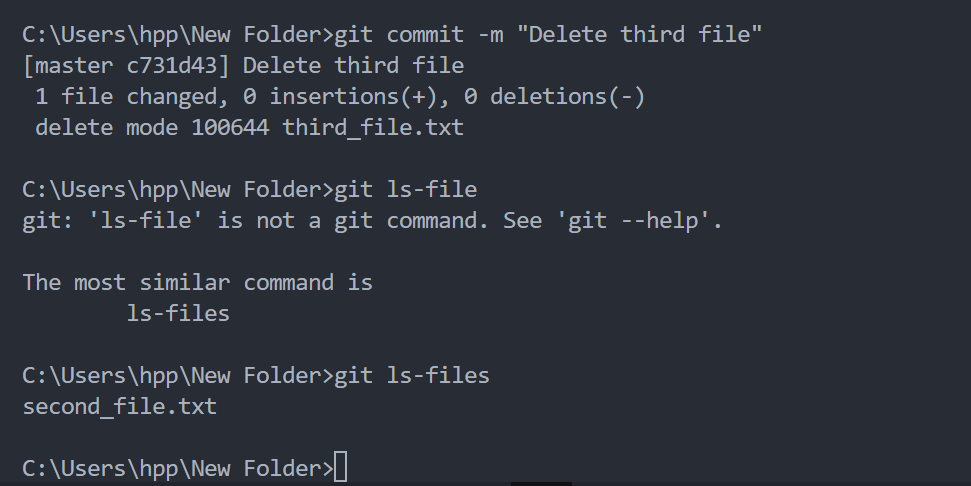 C:\Users\hpp\New Folder>git commit -m "Delete third file"
[master c731d43] Delete third file
 1 file changed, 0 insertions(+), 0 deletions(-)
 delete mode 100644 third_file.txt
C:\Users\hpp\New Folder>git ls-file
git: 'ls-file' is not a git command. See 'git --help'.
The most similar command is
        ls-files
C:\Users\hpp\New Folder>git ls-files
second_file.txt
C:\Users\hpp\New Folder>